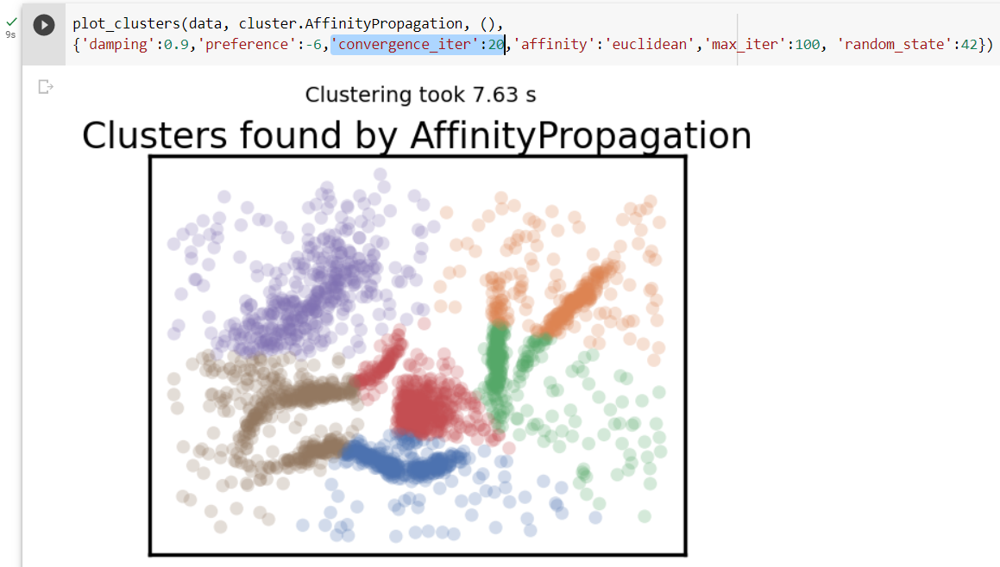 plot_clusters(data, cluster.AffinityPropagation, (),
{'damping':0.9,'preference':-6,'convergence_iter':20,'affinity':'euclidean','max_iter':100, 'random_state':42})
9s
Clustering took 7.63 s
Clusters found by AffinityPropagation